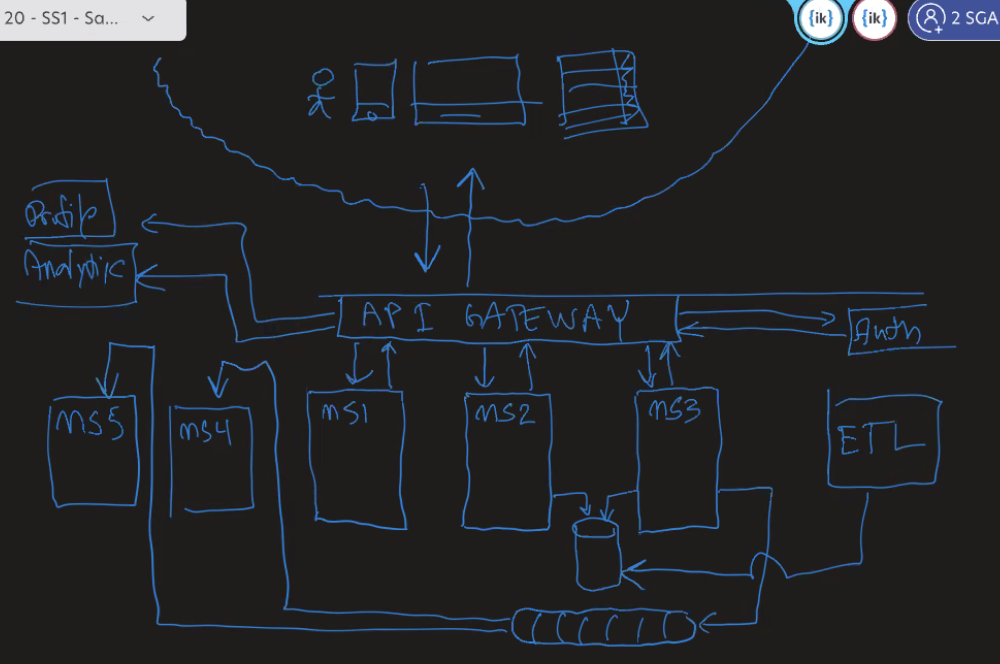 20 - SS1 - Sa...
{ik}
{ik}
2 SGA
Profile
Analytic
API GATEWAY
Auth
MS5
MS4
MS1
MS2
MS3
ETL